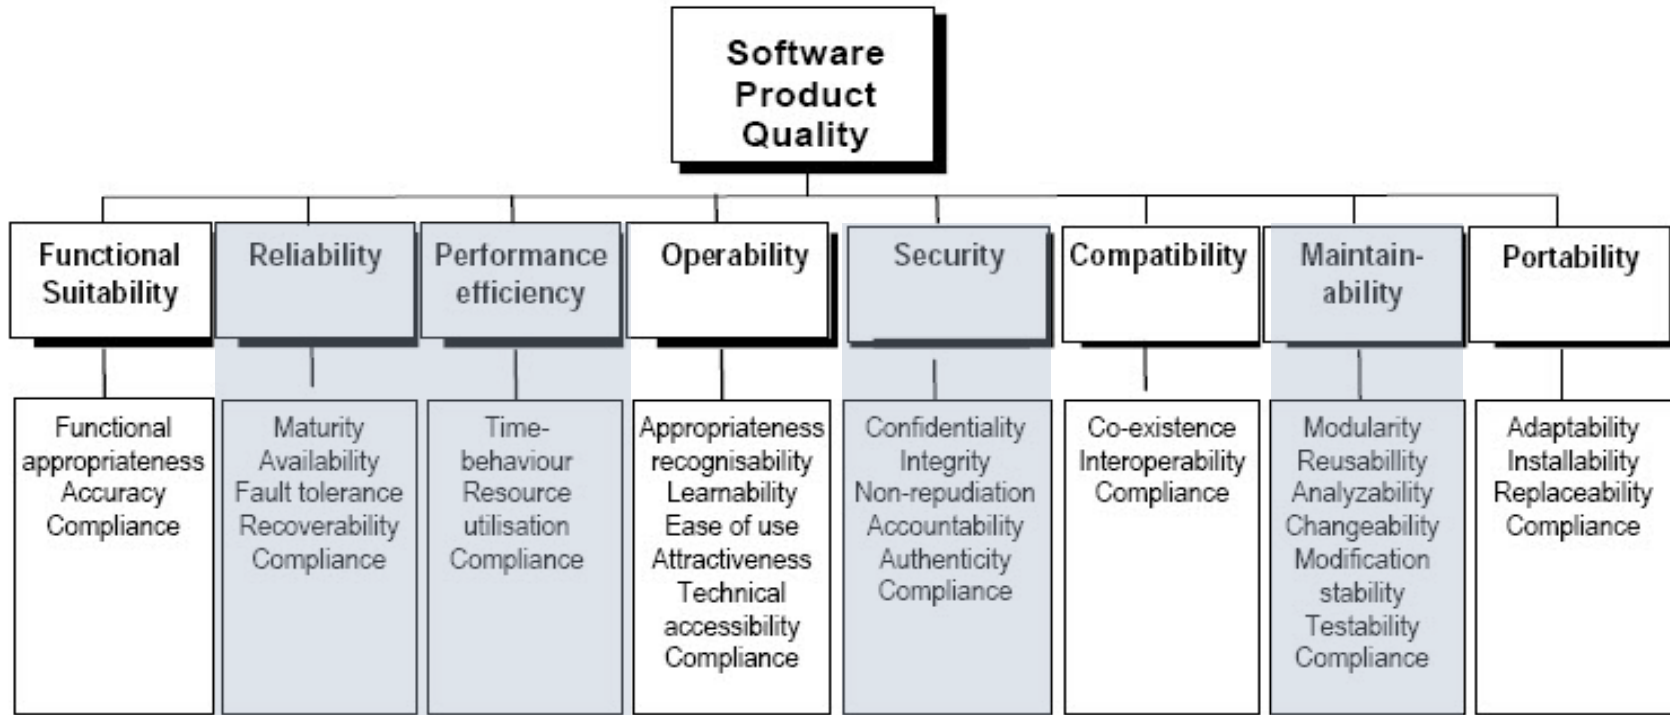 Software
Product
Quality
Functional
Suitability
Reliability
Performance
efficiency
Operability
Security
Compatibility
Maintain-
ability
Portability
Functional
appropriateness
Accuracy
Compliance
Maturity
Availability
Fault tolerance
Recoverability
Compliance
Time-
behaviour
Resource
utilisation
Compliance
Appropriateness
recognisability
Learnability
Ease of use
Attractiveness
Technical
accessibility
Compliance
Confidentiality
Integrity
Non-repudiation
Accountability
Authenticity
Compliance
Co-existence
Interoperability
Compliance
Modularity
Reusabillity
Analyzability
Changeability
Modification
stability
Testability
Compliance
Adaptability
Installability
Replaceability
Compliance